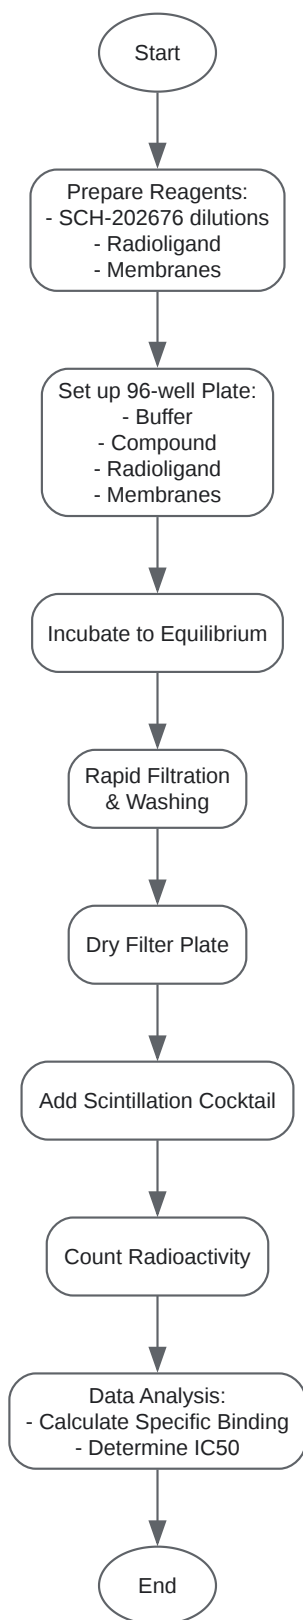 Start
Prepare Reagents:
- SCH-202676 dilutions
- Radioligand
- Membranes
Set up 96-well Plate:
- Buffer
- Compound
- Radioligand
- Membranes
Incubate to Equilibrium
Rapid Filtration
& Washing
Dry Filter Plate
Add Scintillation Cocktail
Count Radioactivity
Data Analysis:
- Calculate Specific Binding
- Determine IC50
End